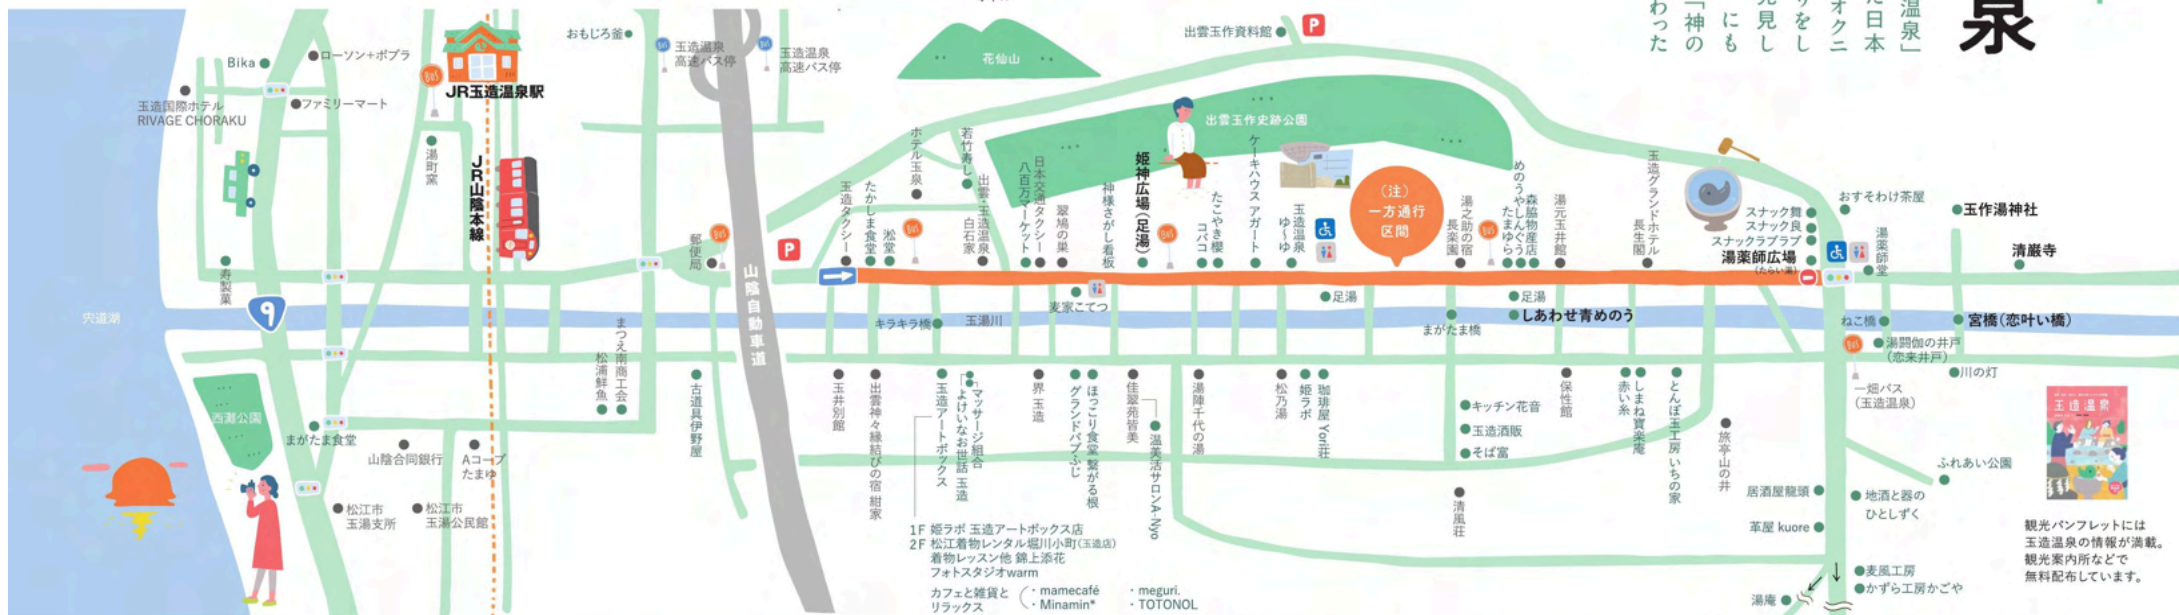 泉
温泉」
た日本
オクニ
りをし
発見し
にも
「神の
わった
おもじろ窯
玉造温泉
高速バス停
玉造温泉
高速バス停
出雲玉作資料館
P
花仙山
Bika
ローソン+ポプラ
Bus
JR玉造温泉駅
玉造国際ホテル
RIVAGE CHORAKU
ファミリーマート
湯町窯
JR山陰本線
出雲玉作史跡公園
寿製菓
郵便局
Bus
P
玉造タクシー
たかしま食堂
淞堂
ホテル玉泉
Bus
若竹寿し
出雲・玉造温泉
白石家
八百万マーケット
日本交通タクシー
翠鳩の巣
神様さがし看板
姫神広場(足湯)
Bus
コバコ
たこやき櫻
ケーキハウス アガート
玉造温泉
ゆ〜ゆ
(注)
一方通行
区間
湯之助の宿
長楽園
Bus
たまゆら
めのうやしんぐう
森脇物産店
湯元玉井館
玉造グランドホテル
長生閣
スナック舞
スナック良
スナックラブラブ
湯薬師広場
(たらい湯)
おすそわけ茶屋
湯薬師堂
玉作湯神社
清巌寺
宍道湖
9
山陰自動車道
キラキラ橋
玉湯川
麦家こてつ
足湯
まがたま橋
足湯
しあわせ青めのう
ねこ橋
宮橋(恋叶い橋)
Bus
湯閼伽の井戸
(恋来井戸)
一畑バス
(玉造温泉)
川の灯
西灘公園
まがたま食堂
山陰合同銀行
Aコープ
たまゆ
松江市
玉湯支所
松江市
玉湯公民館
松浦鮮魚
まつえ南商工会
古道具伊野屋
玉井別館
出雲神々縁結びの宿 紺家
玉造アートボックス
よけいなお世話 玉造
マッサージ組合
界 玉造
グランドパブふじ
ほっこり食堂 繋がる根
佳翠苑皆美
温美活サロンA-Nyo
湯陣千代の湯
松乃湯
姫ラボ
珈琲屋 Yori荘
キッチン花音
玉造酒販
そば富
清風荘
保性館
赤い糸
しまね寶楽庵
とんぼ玉工房 いちの家
旅亭山の井
居酒屋龍頭
革屋 kuore
地酒と器の
ひとしずく
ふれあい公園
麦風工房
かずら工房かごや
湯庵
1F 姫ラボ 玉造アートボックス店
2F 松江着物レンタル堀川小町(玉造店)
着物レッスン他 錦上添花
フォトスタジオwarm
カフェと雑貨と
リラックス
・mamecafé
・Minamin*
・meguri.
・TOTONOL
玉造温泉
観光パンフレットには
玉造温泉の情報が満載。
観光案内所などで
無料配布しています。